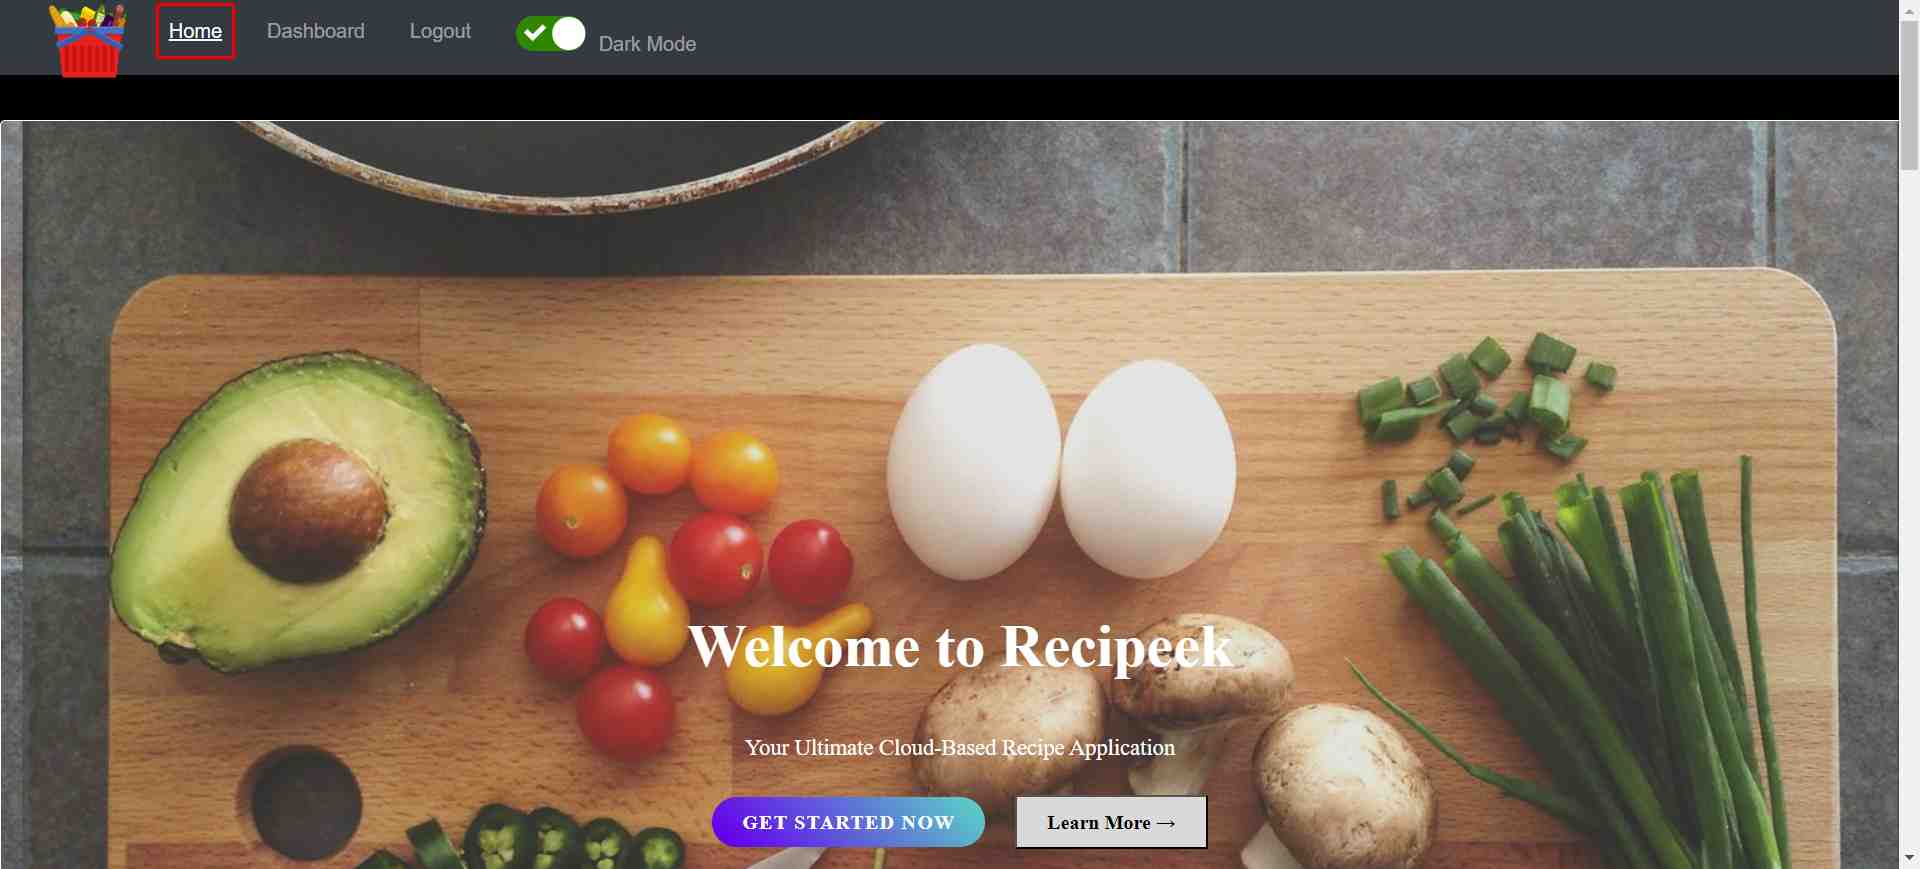 Home Dashboard Logout Dark Mode
Welcome to Recipeek
Your Ultimate Cloud-Based Recipe Application
GET STARTED NOW Learn More →